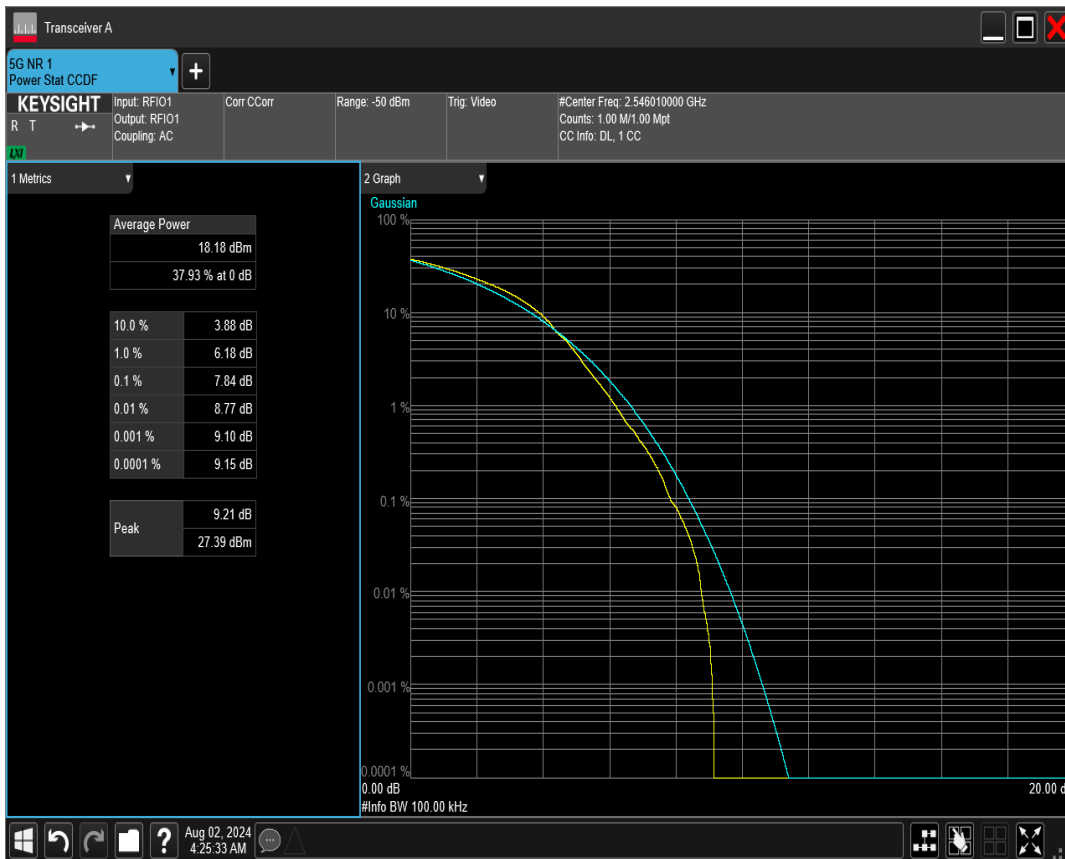 Transceiver A
5G NR 1
Power Stat CCDF
KEYSIGHT
R T
LXI
Input: RFIO1
Output: RFIO1
Coupling: AC
Corr CCorr
Range: -50 dBm
Trig: Video
#Center Freq: 2.546010000 GHz
Counts: 1.00 M/1.00 Mpt
CC Info: DL, 1 CC
1 Metrics
Average Power
18.18 dBm
37.93 % at 0 dB
10.0 % 3.88 dB
1.0 % 6.18 dB
0.1 % 7.84 dB
0.01 % 8.77 dB
0.001 % 9.10 dB
0.0001 % 9.15 dB
Peak
9.21 dB
27.39 dBm
2 Graph
Gaussian
100 %
10 %
1 %
0.1 %
0.01 %
0.001 %
0.0001 %
0.00 dB
20.00 d
#Info BW 100.00 kHz
?
Aug 02, 2024
4:25:33 AM